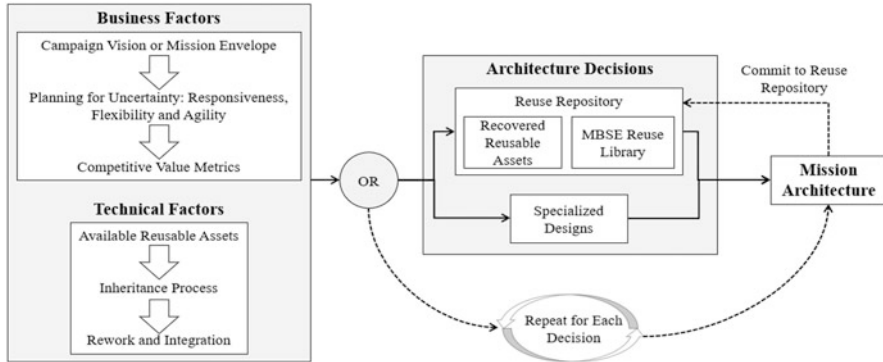 Business Factors
Campaign Vision or Mission Envelope
Planning for Uncertainty: Responsiveness,
Flexibility and Agility
Competitive Value Metrics
Technical Factors
Available Reusable Assets
Inheritance Process
Rework and Integration
OR
Architecture Decisions
Reuse Repository
Recovered
Reusable
Assets
MBSE Reuse
Library
Specialized
Designs
Commit to Reuse
Repository
Mission
Architecture
Repeat for Each
Decision